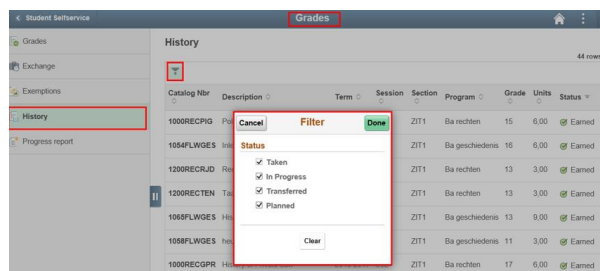 Student Selfservice
Grades
Grades
Exchange
Exemptions
History
Progress report
History
44 rows
Catalog Nbr Description Term Session Section Program Grade Units Status
1000RECPIG ZIT1 Ba rechten 15 6,00 Earned
1054FLWGES ZIT1 Ba geschiedenis 16 6,00 Earned
1200RECRJD ZIT1 Ba rechten 13 3,00 Earned
1200RECTEN ZIT1 Ba rechten 13 3,00 Earned
1065FLWGES His ZIT1 Ba geschiedenis 13 9,00 Earned
1058FLWGES ZIT1 Ba geschiedenis 11 3,00 Earned
1000RECGPR ZIT1 Ba rechten 17 6,00 Earned
Cancel Filter Done
Status
Taken
In Progress
Transferred
Planned
Clear